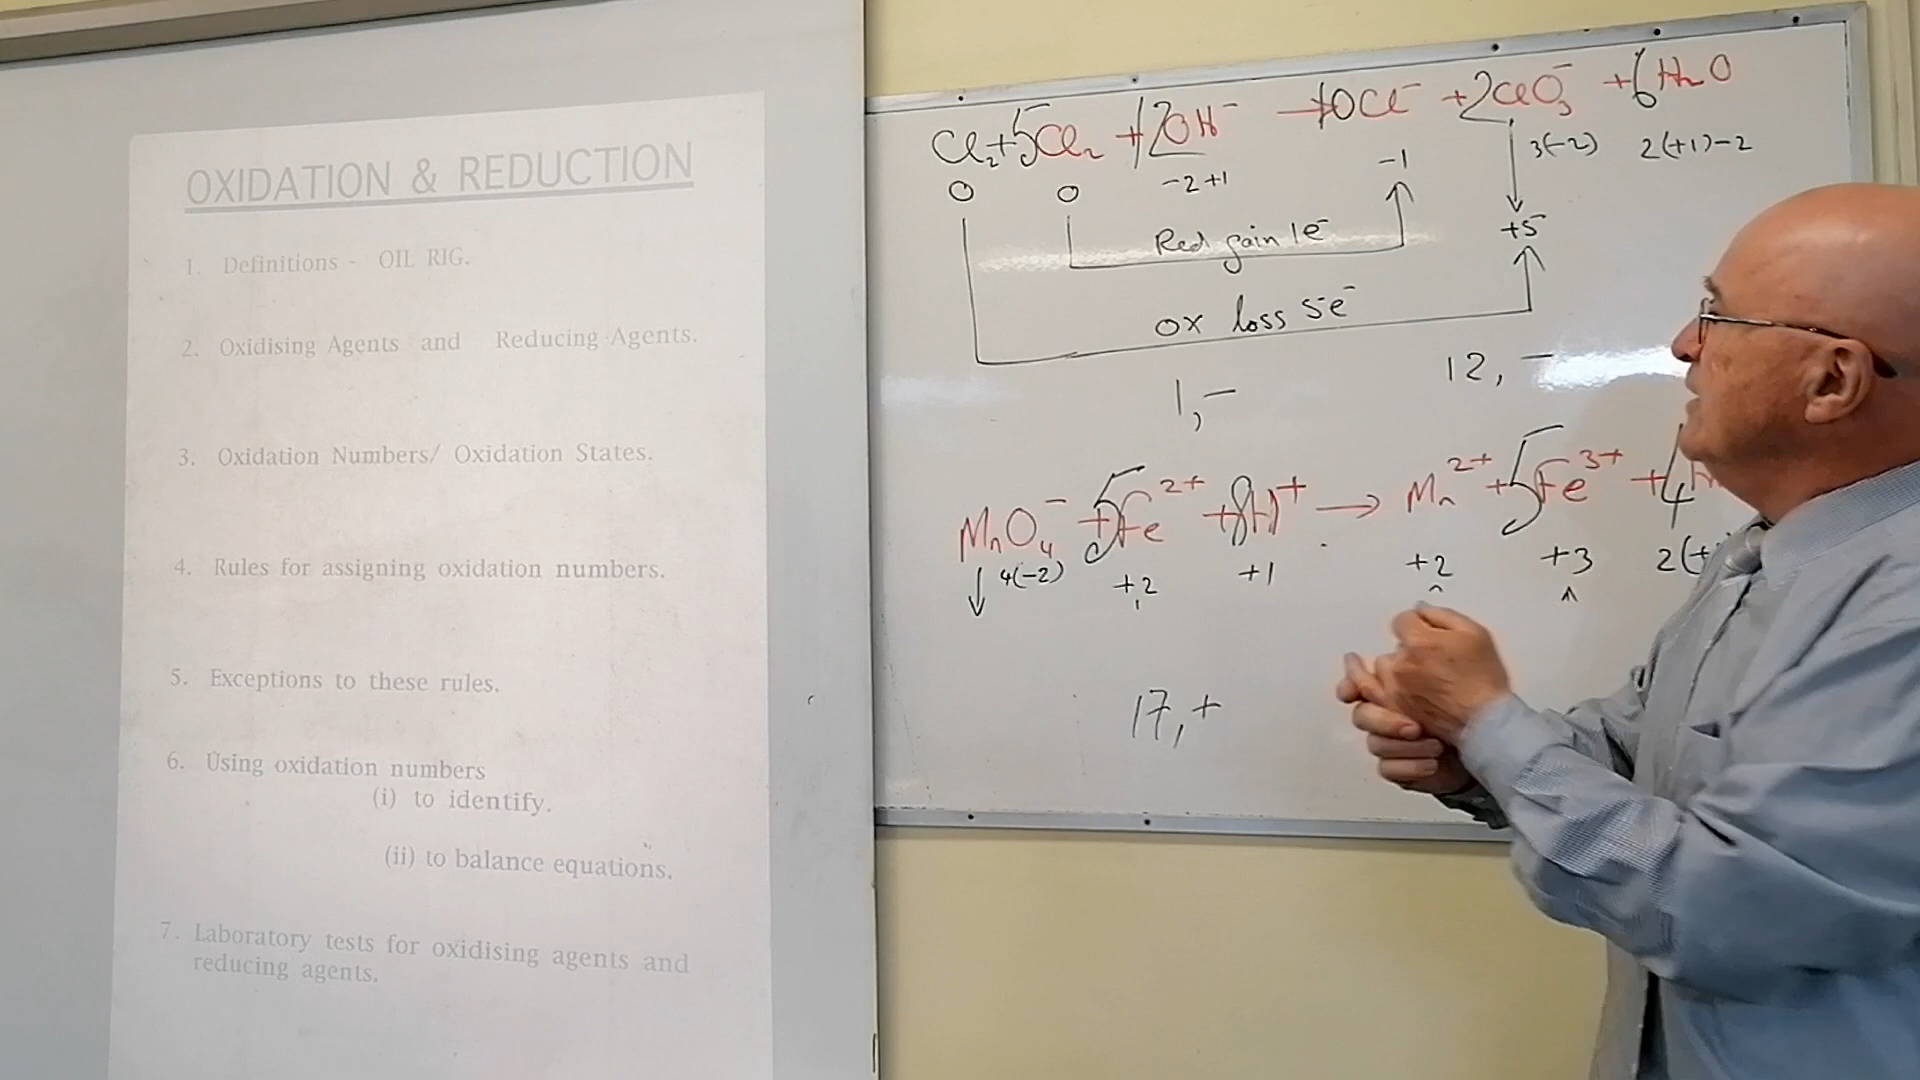 OXIDATION & REDUCTION
1. Definitions - OIL RIG.
2. Oxidising Agents and Reducing Agents.
3. Oxidation Numbers/ Oxidation States.
4. Rules for assigning oxidation numbers.
5. Exceptions to these rules.
6. Using oxidation numbers
(i) to identify.
(ii) to balance equations.
7. Laboratory tests for oxidising agents and
reducing agents.
Cl₂ + 5Cl₂ + 12OH⁻ → 10Cl⁻ + 2ClO₃⁻ + 6H₂O
0 0 -2+1 -1 3(-2) 2(+1)-2
Red gain 1e⁻ +5
ox loss 5e⁻
1, - 12, -
MnO₄⁻ + 5Fe²⁺ + 8H⁺ → Mn²⁺ + 5Fe³⁺ + 4
4(-2) +2 +1 +2 +3 2(+
17, +